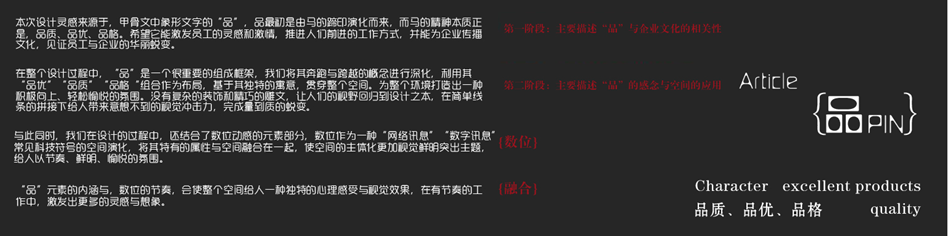 本次设计灵感来源于，甲骨文中象形文字的“品”，品最初是由马的蹄印演化而来，而马的精神本质正
是，品质、品优、品格。希望它能激发员工的灵感和激情，推进人们前进的工作方式，并能为企业传播
文化，见证员工与企业的华丽蜕变。
第一阶段：主要描述“品”与企业文化的相关性
在整个设计过程中，“品”是一个很重要的组成框架，我们将其奔跑与跨越的概念进行深化，利用其
“品优” “品质” “品格“组合作为布局，基于其独特的寓意，贯穿整个空间。为整个环境打造出一种
积极向上、轻松愉悦的氛围。没有复杂的装饰和精巧的雕文，让人们的视野回归到设计之本，在简单线
条的拼接下给人带来意想不到的视觉冲击力，完成量到质的蜕变。
第二阶段：主要描述“品”的感念与空间的应用
与此同时，我们在设计的过程中，还结合了数位动感的元素部分，数位作为一种“网络讯息”“数字讯息”
常见科技符号的空间演化，将其特有的属性与空间融合在一起，使空间的主体化更加视觉鲜明突出主题，
给人以节奏、鲜明、愉悦的氛围。
[数位]
“品”元素的内涵与，数位的节奏，会使整个空间给人一种独特的心理感受与视觉效果，在有节奏的工
作中，激发出更多的灵感与想象。
[融合]
Article
{品PIN}
Character excellent products
品质、品优、品格 quality